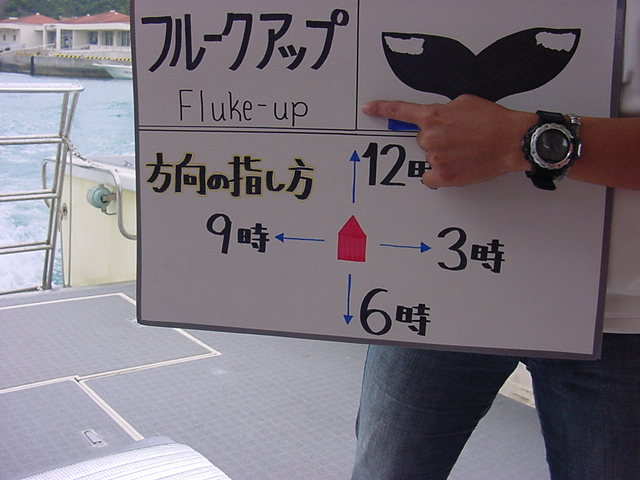 フルークアップ
Fluke-up
方向の指し方
12時
9時
3時
6時